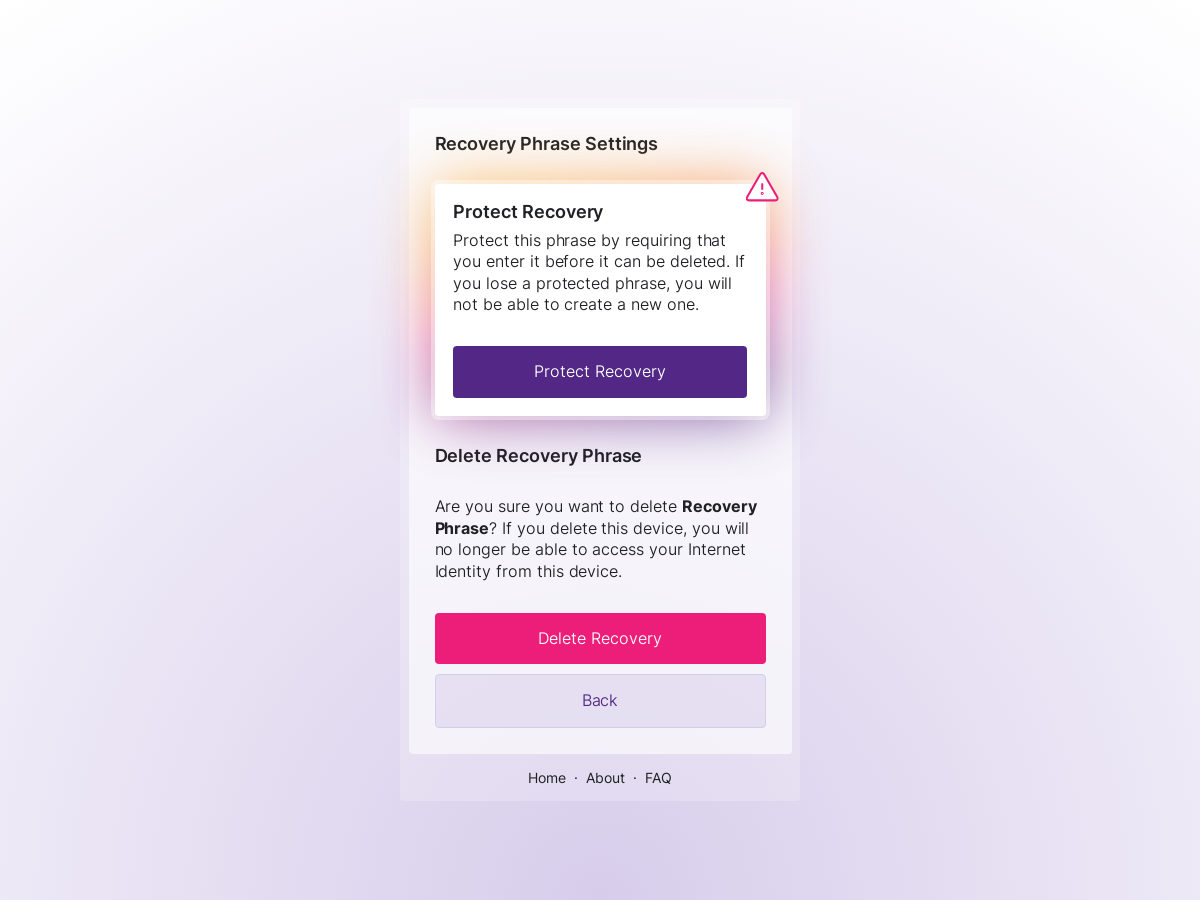 Recovery Phrase Settings
Protect Recovery
Protect this phrase by requiring that
you enter it before it can be deleted. If
you lose a protected phrase, you will
not be able to create a new one.
Protect Recovery
Delete Recovery Phrase
Are you sure you want to delete Recovery
Phrase? If you delete this device, you will
no longer be able to access your Internet
Identity from this device.
Delete Recovery
Back
Home · About · FAQ